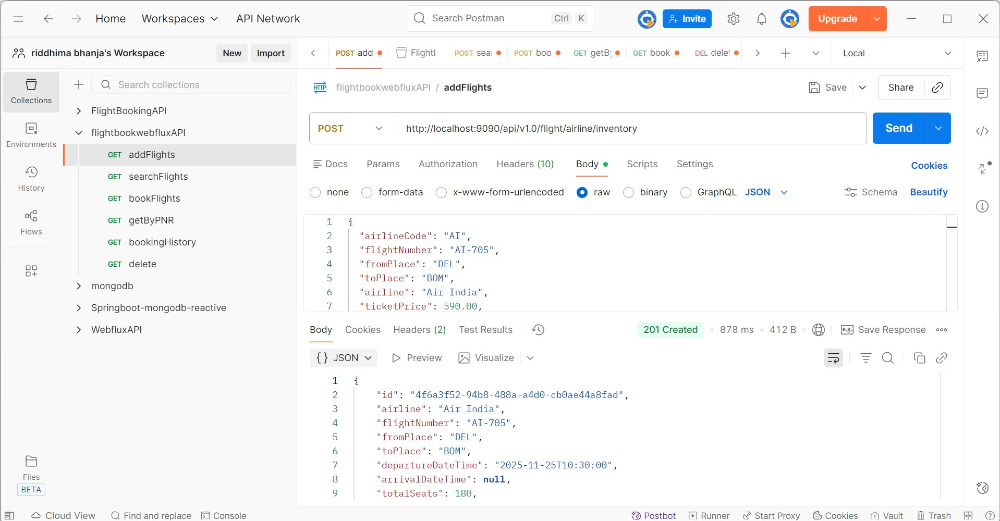 Home Workspaces API Network Search Postman Ctrl K Invite Upgrade
riddhima bhanja's Workspace New Import
POST add FlightE POST sear POST boo GET getBy GET book DEL delet Local
Collections
Environments
History
Flows
Files
BETA
Search collections
FlightBookingAPI
flightbookwebfluxAPI
GET addFlights
GET searchFlights
GET bookFlights
GET getByPNR
GET bookingHistory
GET delete
mongodb
Springboot-mongodb-reactive
WebfluxAPI
HTTP flightbookwebfluxAPI / addFlights Save Share
POST http://localhost:9090/api/v1.0/flight/airline/inventory Send
Docs Params Authorization Headers (10) Body Scripts Settings Cookies
none form-data x-www-form-urlencoded raw binary GraphQL JSON Schema Beautify
1 {
2 "airlineCode": "AI",
3 "flightNumber": "AI-705",
4 "fromPlace": "DEL",
5 "toPlace": "BOM",
6 "airline": "Air India",
7 "ticketPrice": 590.00,
Body Cookies Headers (2) Test Results 201 Created 878 ms 412 B e.g. Save Response
{} JSON Preview Visualize
1 {
2 "id": "4f6a3f52-94b8-488a-a4d0-cb0ae44a8fad",
3 "airline": "Air India",
4 "flightNumber": "AI-705",
5 "fromPlace": "DEL",
6 "toPlace": "BOM",
7 "departureDateTime": "2025-11-25T10:30:00",
8 "arrivalDateTime": null,
9 "totalSeats": 180,
Cloud View Find and replace Console Postbot Runner Start Proxy Cookies Vault Trash